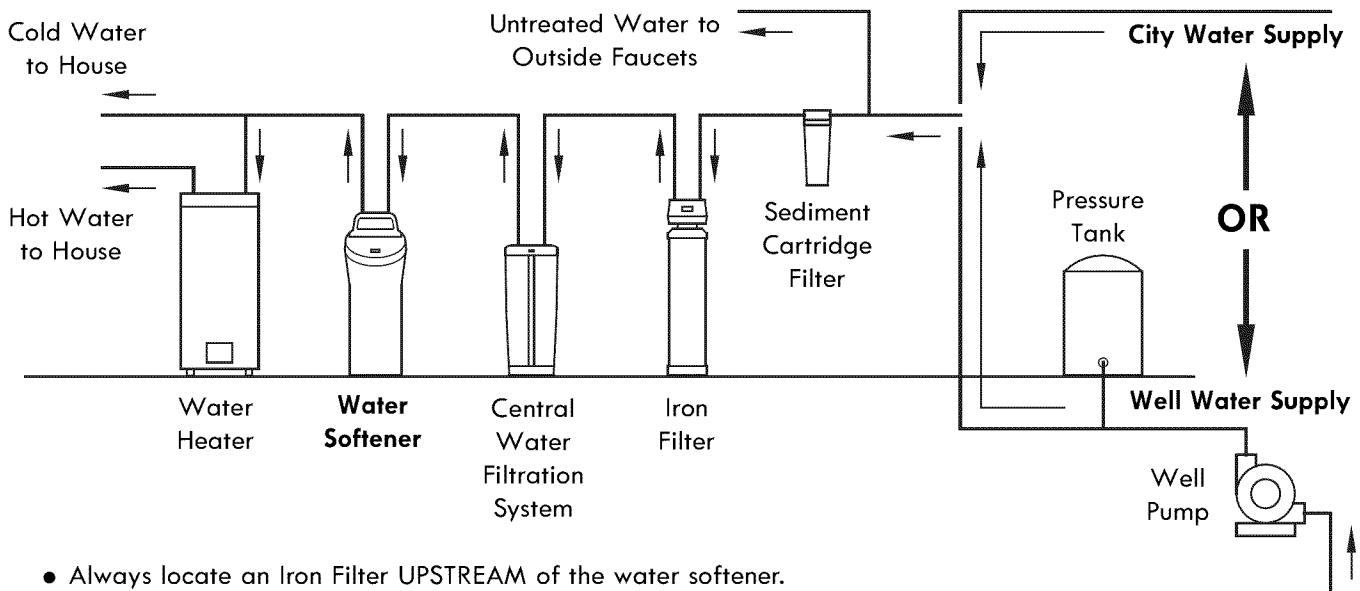 Cold Water
to House
Untreated Water to
Outside Faucets
City Water Supply
Hot Water
to House
Sediment
Cartridge
Filter
Pressure
Tank
OR
Well Water Supply
Water
Heater
Water
Softener
Central
Water
Filtration
System
Iron
Filter
Well
Pump
● Always locate an Iron Filter UPSTREAM of the water softener.